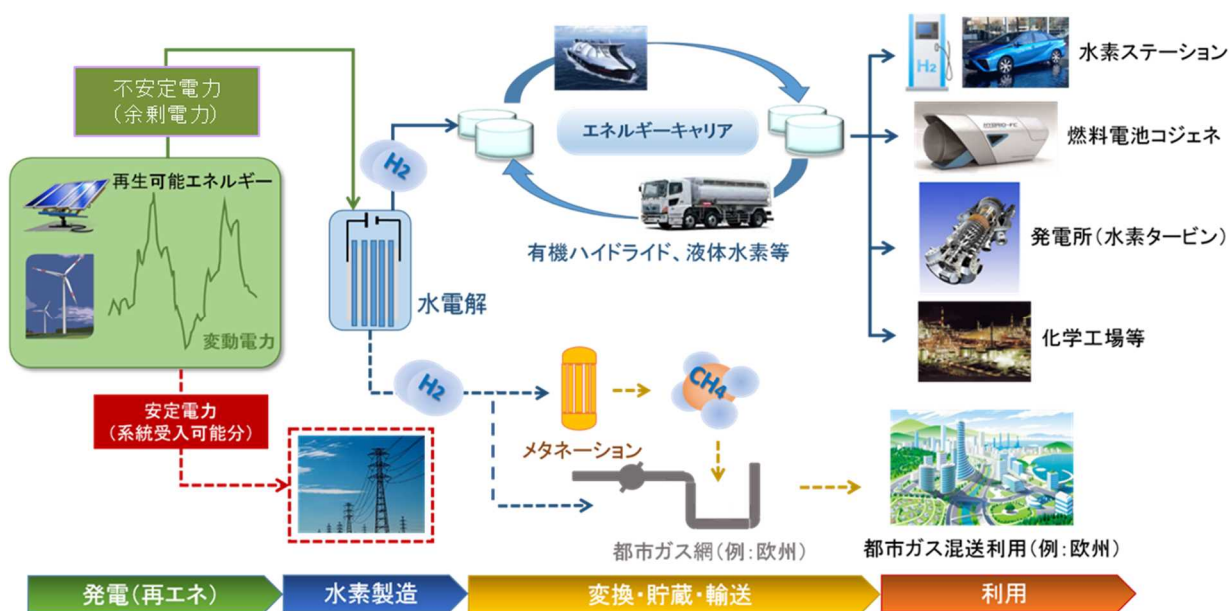 不安定電力
(余剰電力)
再生可能エネルギー
変動電力
安定電力
(系統受入可能分)
H2
水電解
H2
エネルギーキャリア
有機ハイドライド、液体水素等
メタネーション
CH4
都市ガス網(例:欧州)
H2
水素ステーション
HYBRID-FC
燃料電池コジェネ
発電所(水素タービン)
化学工場等
都市ガス混送利用(例:欧州)
発電(再エネ)
水素製造
変換・貯蔵・輸送
利用